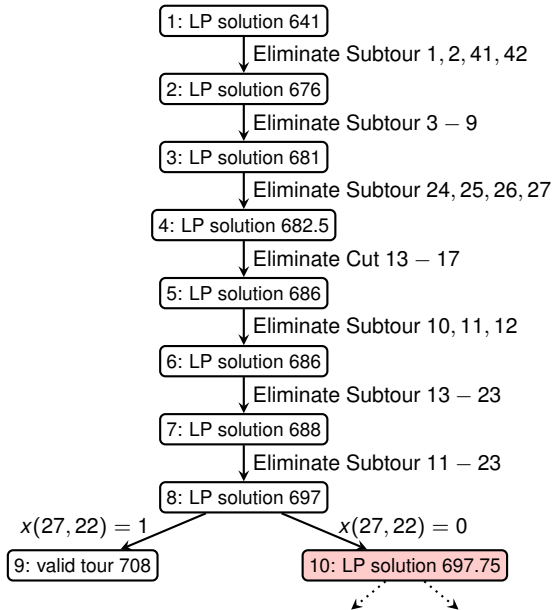 1: LP solution 641
Eliminate Subtour 1, 2, 41, 42
2: LP solution 676
Eliminate Subtour 3 − 9
3: LP solution 681
Eliminate Subtour 24, 25, 26, 27
4: LP solution 682.5
Eliminate Cut 13 − 17
5: LP solution 686
Eliminate Subtour 10, 11, 12
6: LP solution 686
Eliminate Subtour 13 − 23
7: LP solution 688
Eliminate Subtour 11 − 23
8: LP solution 697
x(27, 22) = 1
x(27, 22) = 0
9: valid tour 708
10: LP solution 697.75